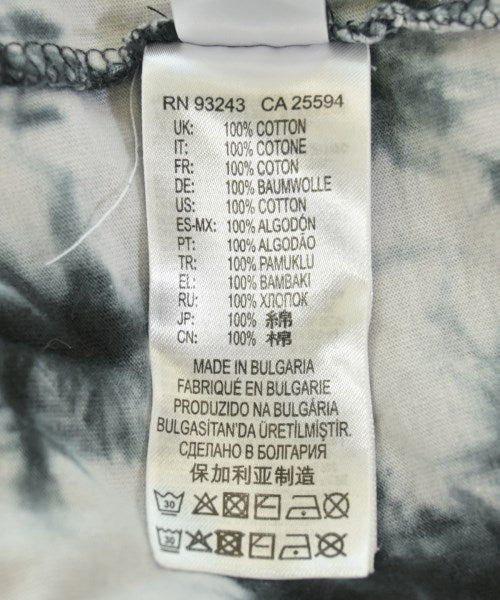 RN 93243 CA 25594
UK: 100% COTTON
IT: 100% COTONE
FR: 100% COTON
DE: 100% BAUMWOLLE
US: 100% COTTON
ES-MX: 100% ALGODÓN
PT: 100% ALGODÃO
TR: 100% PAMUKLU
EL: 100% BAMBAKI
RU: 100% ХЛОПОК
JP: 100% 綿
CN: 100% 棉
MADE IN BULGARIA
FABRIQUÉ EN BULGARIE
PRODUZIDO NA BULGÁRIA
BULGASİTAN'DA ÜRETİLMİŞTİR.
СДЕЛАНО В БОЛГАРИЯ
保加利亚制造
30
30